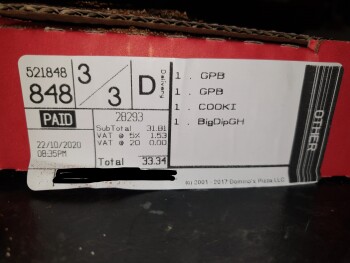 521848
848
3/3
D
Delivery
PAID
28293
SubTotal 31.81
VAT @ 5% 1.53
VAT @ 20 0.00
22/10/2020
08:35PM
Total 33.34
1 . GPB
1 . GPB
1 . COOKI
1 . BigDipGH
OTHER
2001 - 2017 Domino's Pizza LLC